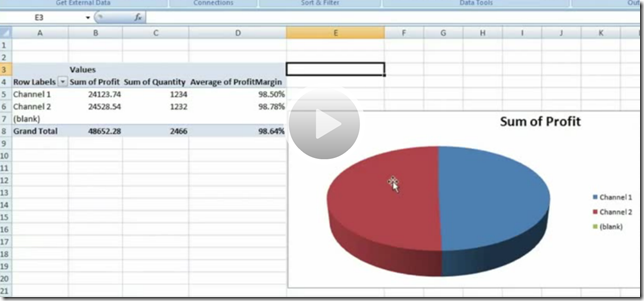 Get External Data Connections Sort & Filter Data Tools
E3 fx
A B C D E F G H I J K
1
2
3 Values
4 Row Labels Sum of Profit Sum of Quantity Average of ProfitMargin
5 Channel 1 24123.74 1234 98.50%
6 Channel 2 24528.54 1232 98.78%
7 (blank)
8 Grand Total 48652.28 2466 98.64%
9
10
11
12
13
14
15
16
17
18
19
20
21
Sum of Profit
Channel 1
Channel 2
(blank)